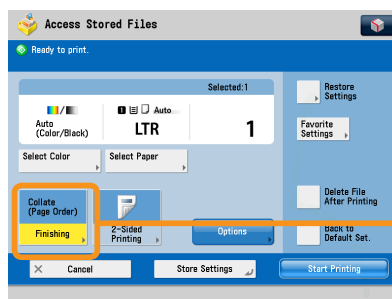 Access Stored Files
Ready to print.
Selected:1
Auto
(Color/Black)
1
Auto
LTR
1
Restore
Settings
Favorite
Settings
Select Color
Select Paper
Collate
(Page Order)
Finishing
2-Sided
Printing
Options
Delete File
After Printing
Back to
Default Set.
Cancel
Store Settings
Start Printing